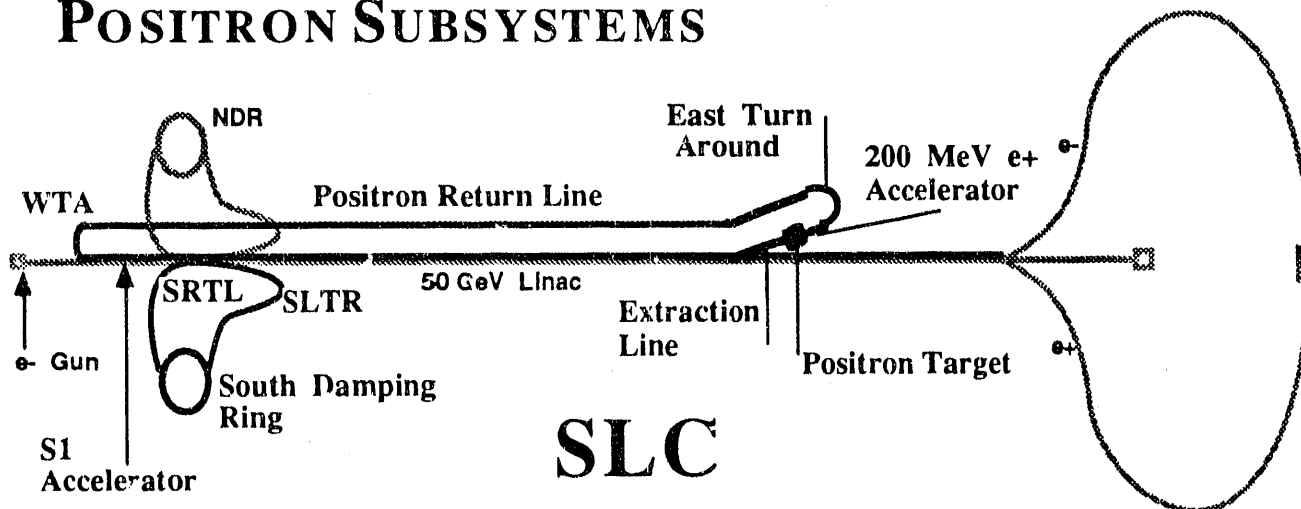 POSITRON SUBSYSTEMS
NDR
East Turn
Around
e-
200 MeV e+
Accelerator
WTA
Positron Return Line
50 GeV Linac
SRTL
SLTR
Extraction
Line
e+
e- Gun
Positron Target
South Damping
Ring
SLC
S1
Accelerator